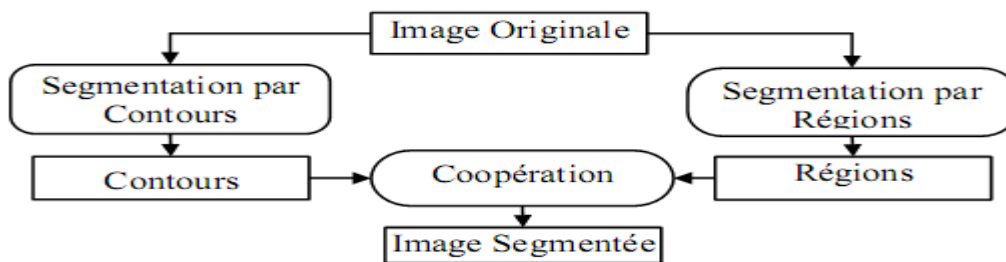 Image Originale
Segmentation par
Contours
Segmentation par
Régions
Contours
Coopération
Régions
Image Segmentée